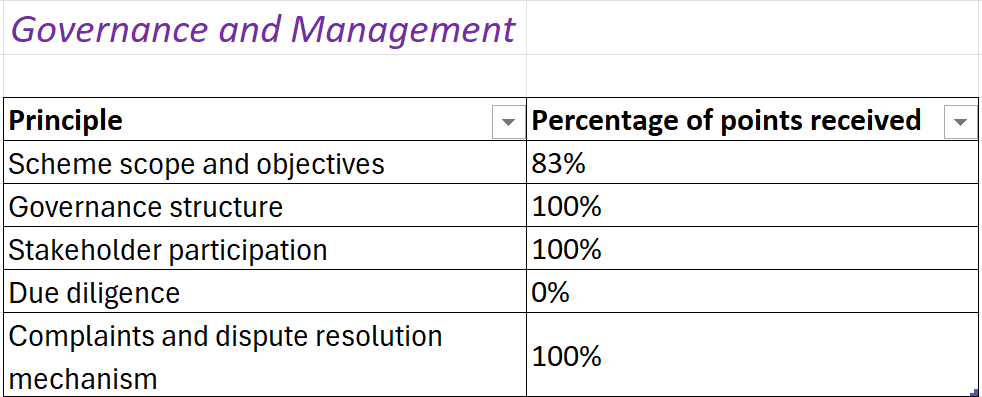 Governance and Management
Principle Percentage of points received
Scheme scope and objectives 83%
Governance structure 100%
Stakeholder participation 100%
Due diligence 0%
Complaints and dispute resolution
mechanism 100%